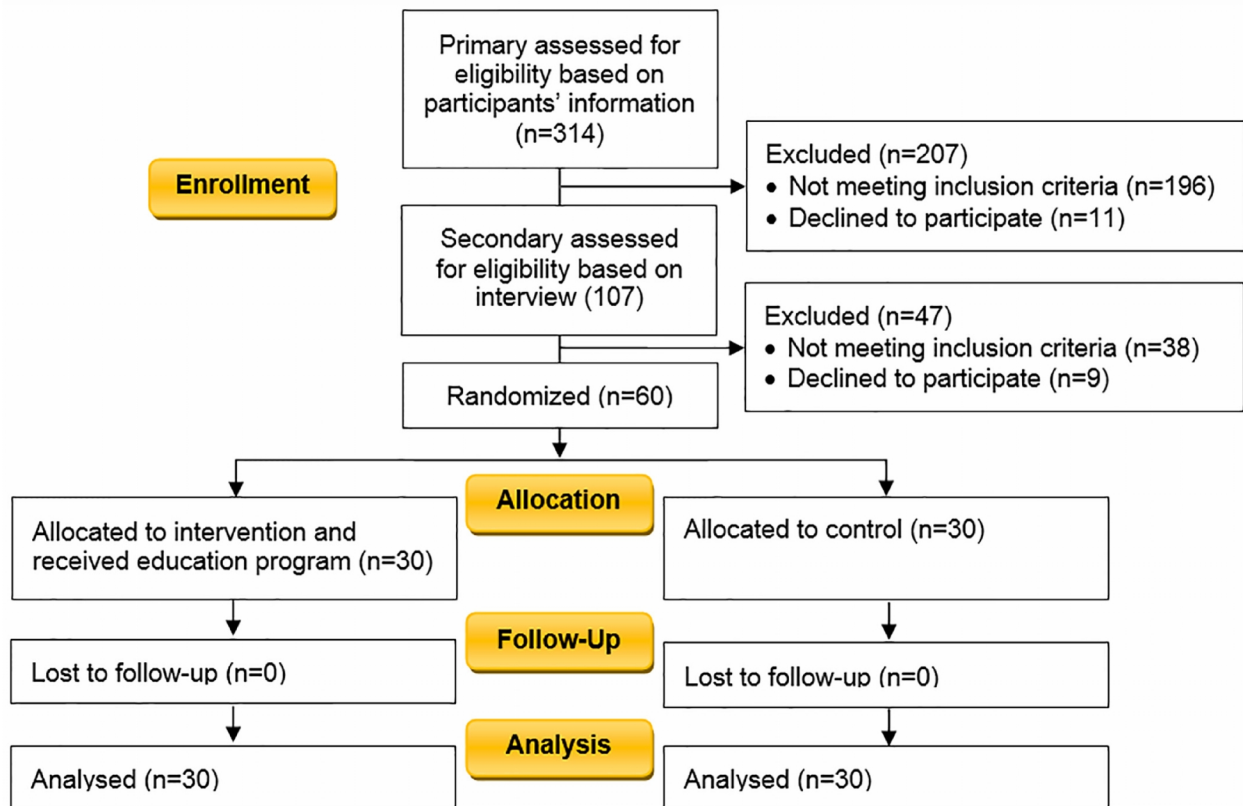 Primary assessed for
eligibility based on
participants’ information
(n=314)
Enrollment
Excluded (n=207)
• Not meeting inclusion criteria (n=196)
• Declined to participate (n=11)
Secondary assessed
for eligibility based on
interview (107)
Excluded (n=47)
• Not meeting inclusion criteria (n=38)
• Declined to participate (n=9)
Randomized (n=60)
Allocation
Allocated to intervention and
received education program (n=30)
Allocated to control (n=30)
Follow-Up
Lost to follow-up (n=0)
Lost to follow-up (n=0)
Analysis
Analysed (n=30)
Analysed (n=30)